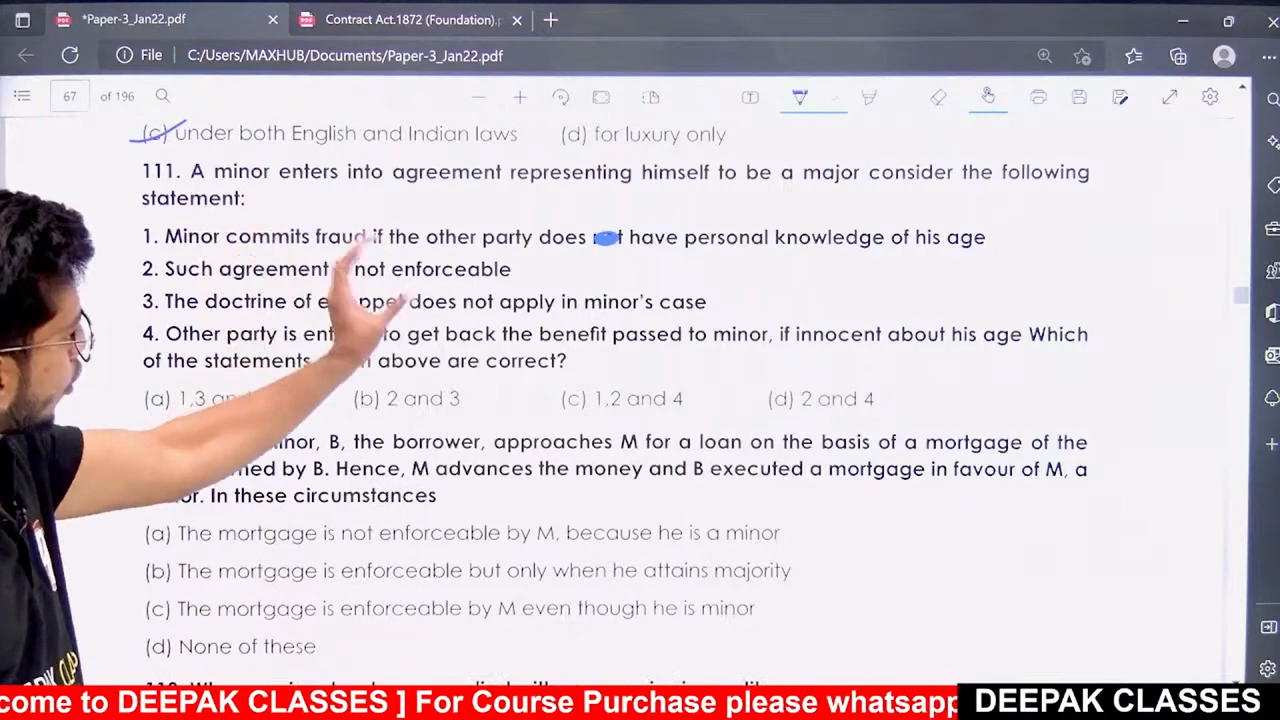 *Paper-3_Jan22.pdf
Contract Act.1872 (Foundation).p
File
C:/Users/MAXHUB/Documents/Paper-3_Jan22.pdf
67 of 196
(c) under both English and Indian laws (d) for luxury only
111. A minor enters into agreement representing himself to be a major consider the following
statement:
1. Minor commits fraud if the other party does not have personal knowledge of his age
2. Such agreement not enforceable
3. The doctrine of does not apply in minor's case
4. Other party is to get back the benefit passed to minor, if innocent about his age Which
of the statements above are correct?
(a) 1,3 (b) 2 and 3 (c) 1,2 and 4 (d) 2 and 4
B, the borrower, approaches M for a loan on the basis of a mortgage of the
by B. Hence, M advances the money and B executed a mortgage in favour of M, a
In these circumstances
(a) The mortgage is not enforceable by M, because he is a minor
(b) The mortgage is enforceable but only when he attains majority
(c) The mortgage is enforceable by M even though he is minor
(d) None of these
come to DEEPAK CLASSES ] For Course Purchase please whatsapp
DEEPAK CLASSES